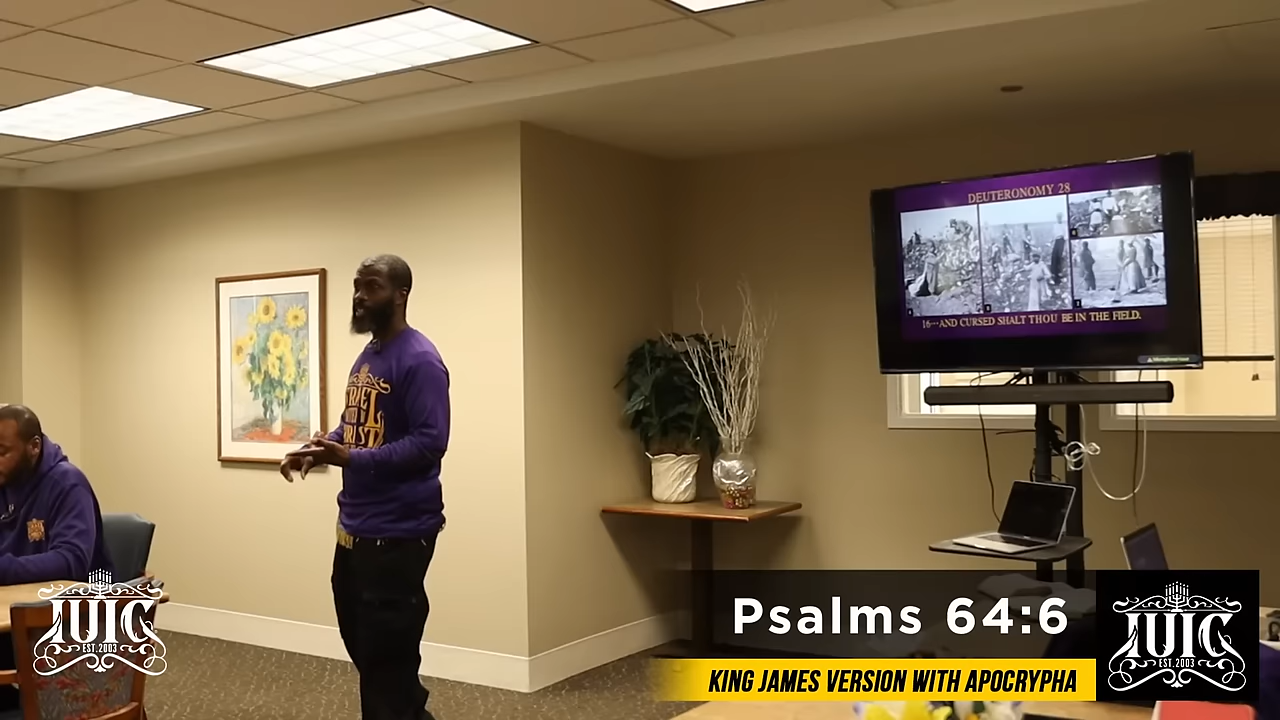 DEUTERONOMY 28
16--AND CURSED SHALT THOU BE IN THE FIELD.
IUIC
EST. 2003
Psalms 64:6
KING JAMES VERSION WITH APOCRYPHA
IUIC
EST. 2003